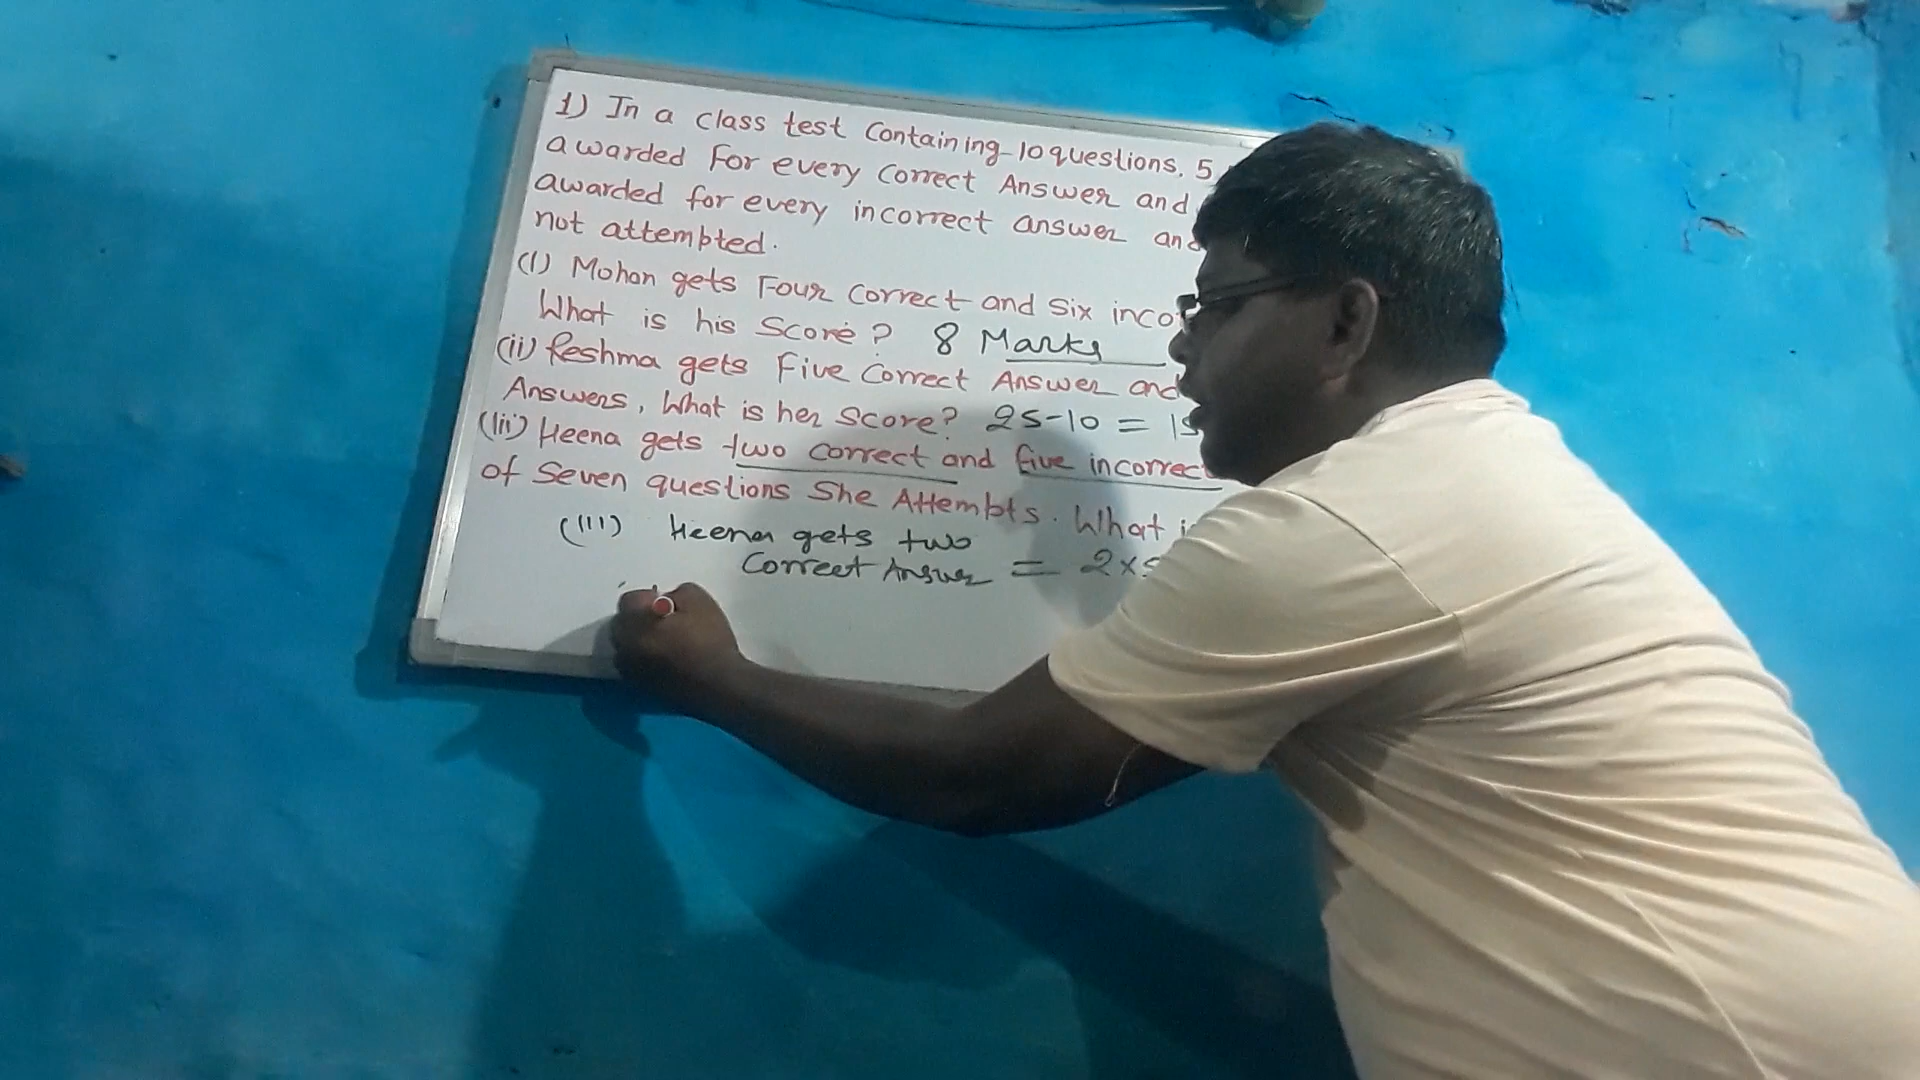 1) In a class test Containing 10 questions, 5
awarded For every Correct Answer and
awarded for every incorrect answer and
not attempted.
(I) Mohan gets Four Correct and Six inco
What is his Score? 8 Marks
(ii) Reshma gets Five Correct Answer and
Answers, What is her Score? 25-10 = 15
(iii) Heena gets two Correct and five incorrect
of Seven questions She Attempts. What i
(III) Heena gets two
Correct Answer = 2×5